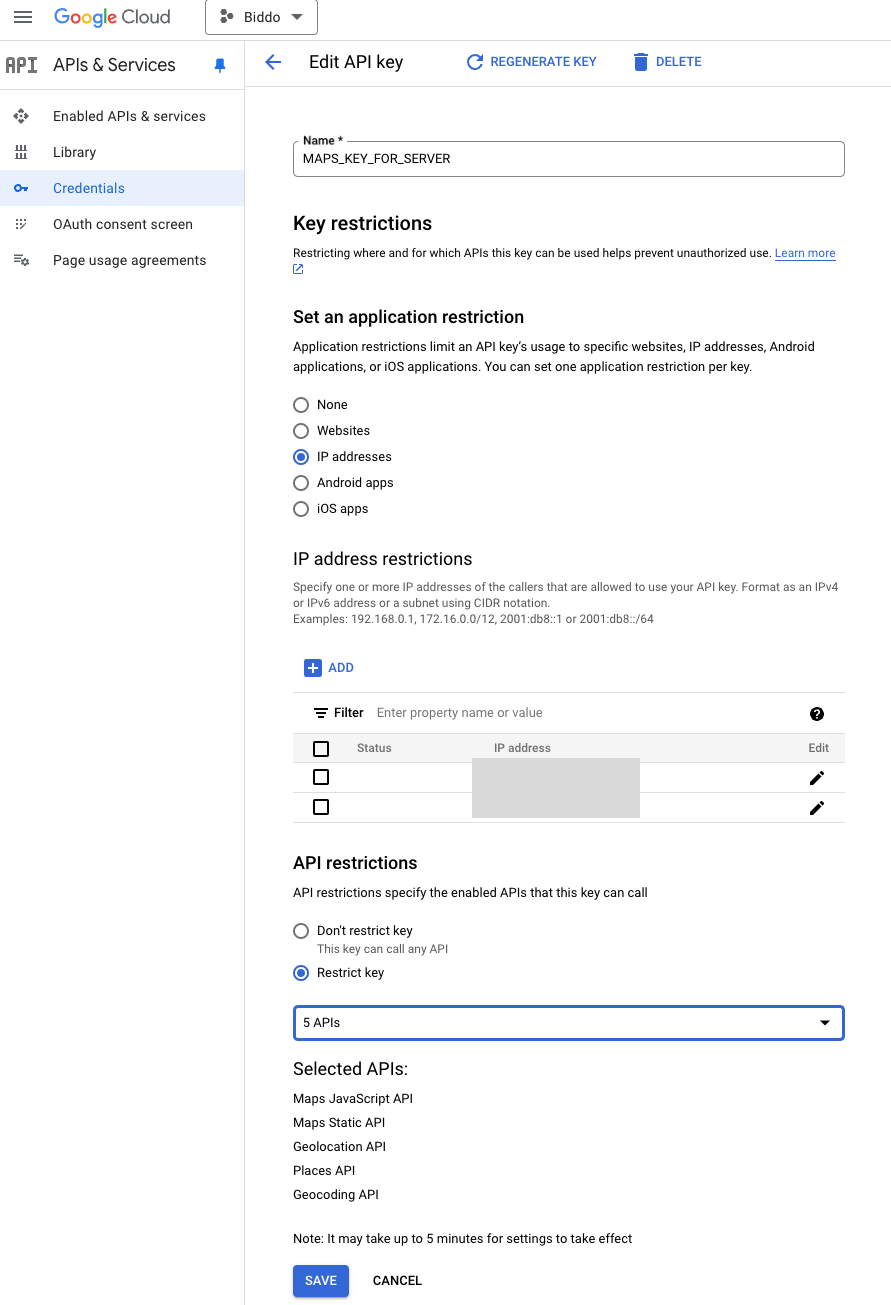 Google Cloud
Biddo
API
APIs & Services
Edit API key
REGENERATE KEY
DELETE
Enabled APIs & services
Library
Credentials
OAuth consent screen
Page usage agreements
Name *
MAPS_KEY_FOR_SERVER
Key restrictions
Restricting where and for which APIs this key can be used helps prevent unauthorized use. Learn more
Set an application restriction
Application restrictions limit an API key’s usage to specific websites, IP addresses, Android
applications, or iOS applications. You can set one application restriction per key.
None
Websites
IP addresses
Android apps
iOS apps
IP address restrictions
Specify one or more IP addresses of the callers that are allowed to use your API key. Format as an IPv4
or IPv6 address or a subnet using CIDR notation.
Examples: 192.168.0.1, 172.16.0.0/12, 2001:db8::1 or 2001:db8::/64
ADD
Filter Enter property name or value
Status IP address Edit
API restrictions
API restrictions specify the enabled APIs that this key can call
Don't restrict key
This key can call any API
Restrict key
5 APIs
Selected APIs:
Maps JavaScript API
Maps Static API
Geolocation API
Places API
Geocoding API
Note: It may take up to 5 minutes for settings to take effect
SAVE CANCEL